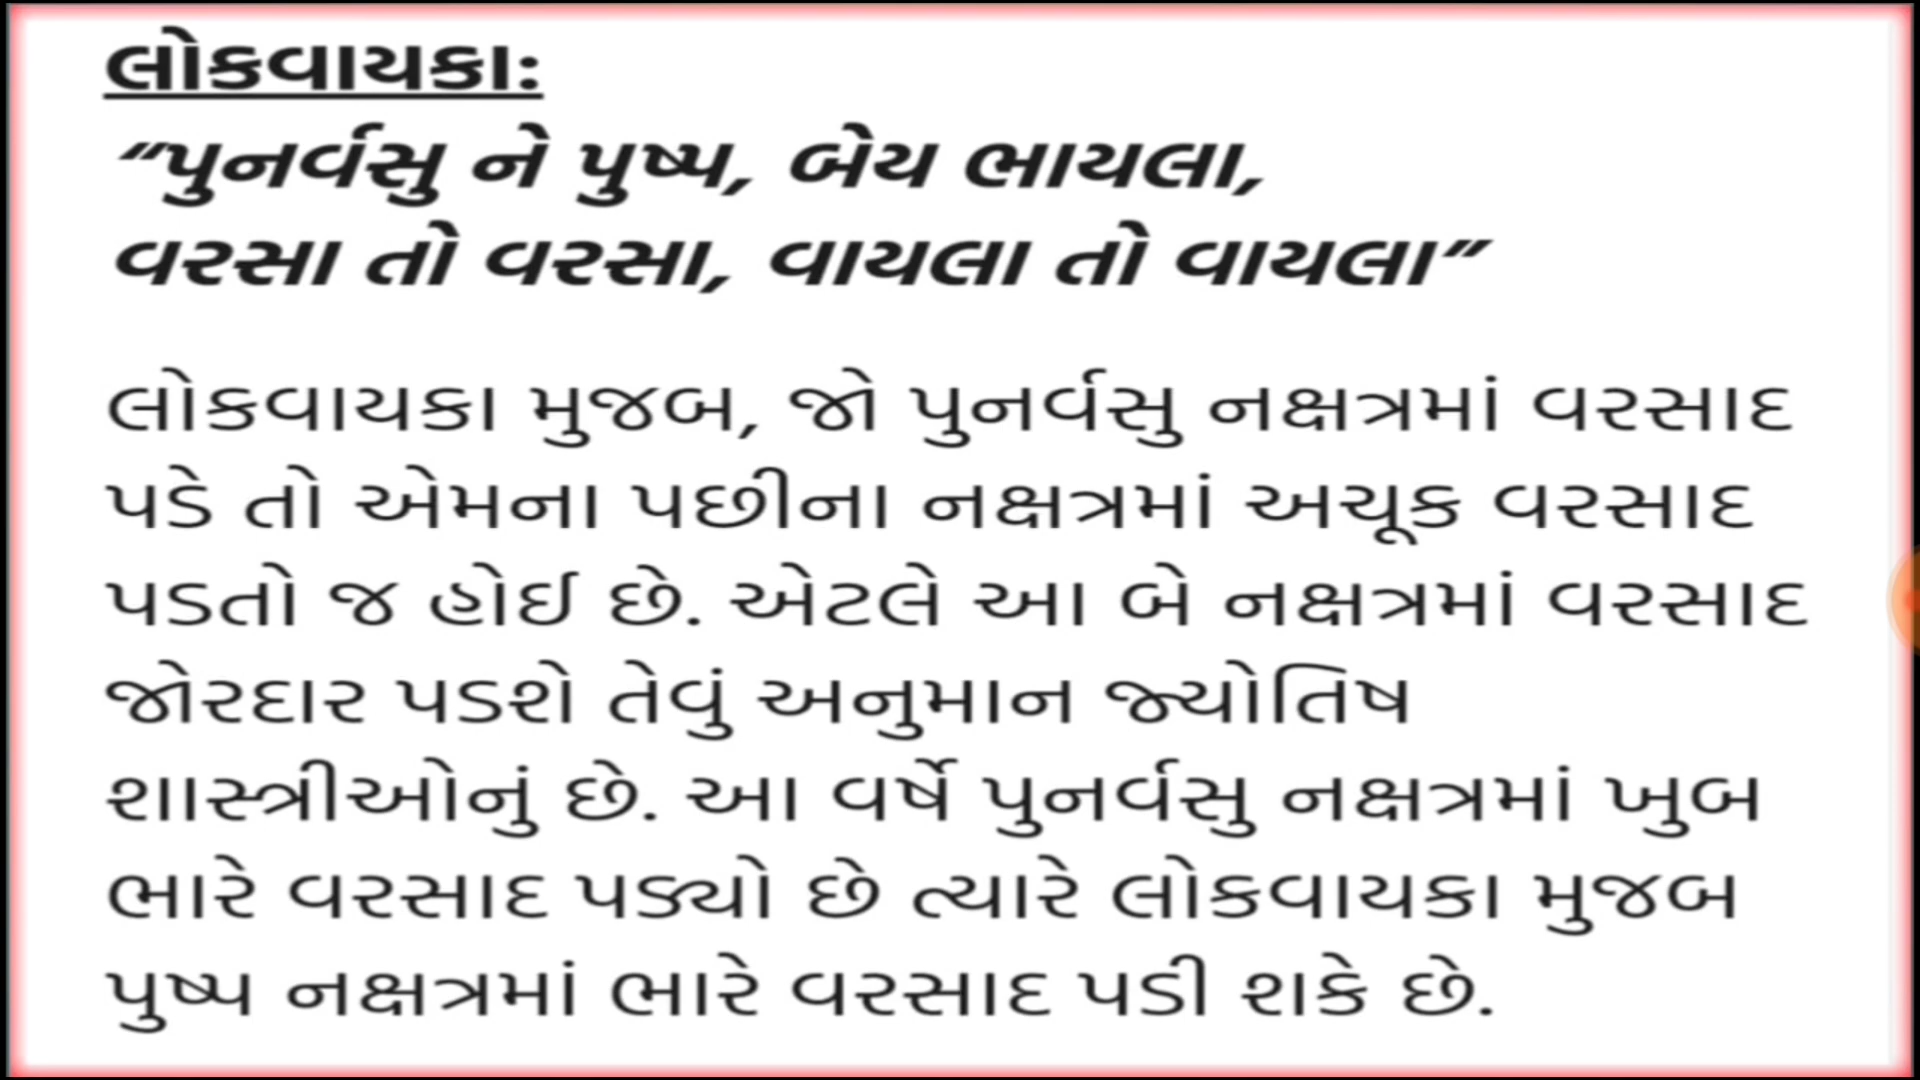 લોકવાયકા:
“પુનર્વસુ ને પુષ્પ, બેય ભાયલા,
વરસા તો વરસા, વાયલા તો વાયલા”
લોકવાયકા મુજબ, જો પુનર્વસુ નક્ષત્રમાં વરસાદ
પડે તો એમના પછીના નક્ષત્રમાં અચૂક વરસાદ
પડતો જ હોઈ છે. એટલે આ બે નક્ષત્રમાં વરસાદ
જોરદાર પડશે તેવું અનુમાન જ્યોતિષ
શાસ્ત્રીઓનું છે. આ વર્ષે પુનર્વસુ નક્ષત્રમાં ખુબ
ભારે વરસાદ પડ્યો છે ત્યારે લોકવાયકા મુજબ
પુષ્પ નક્ષત્રમાં ભારે વરસાદ પડી શકે છે.